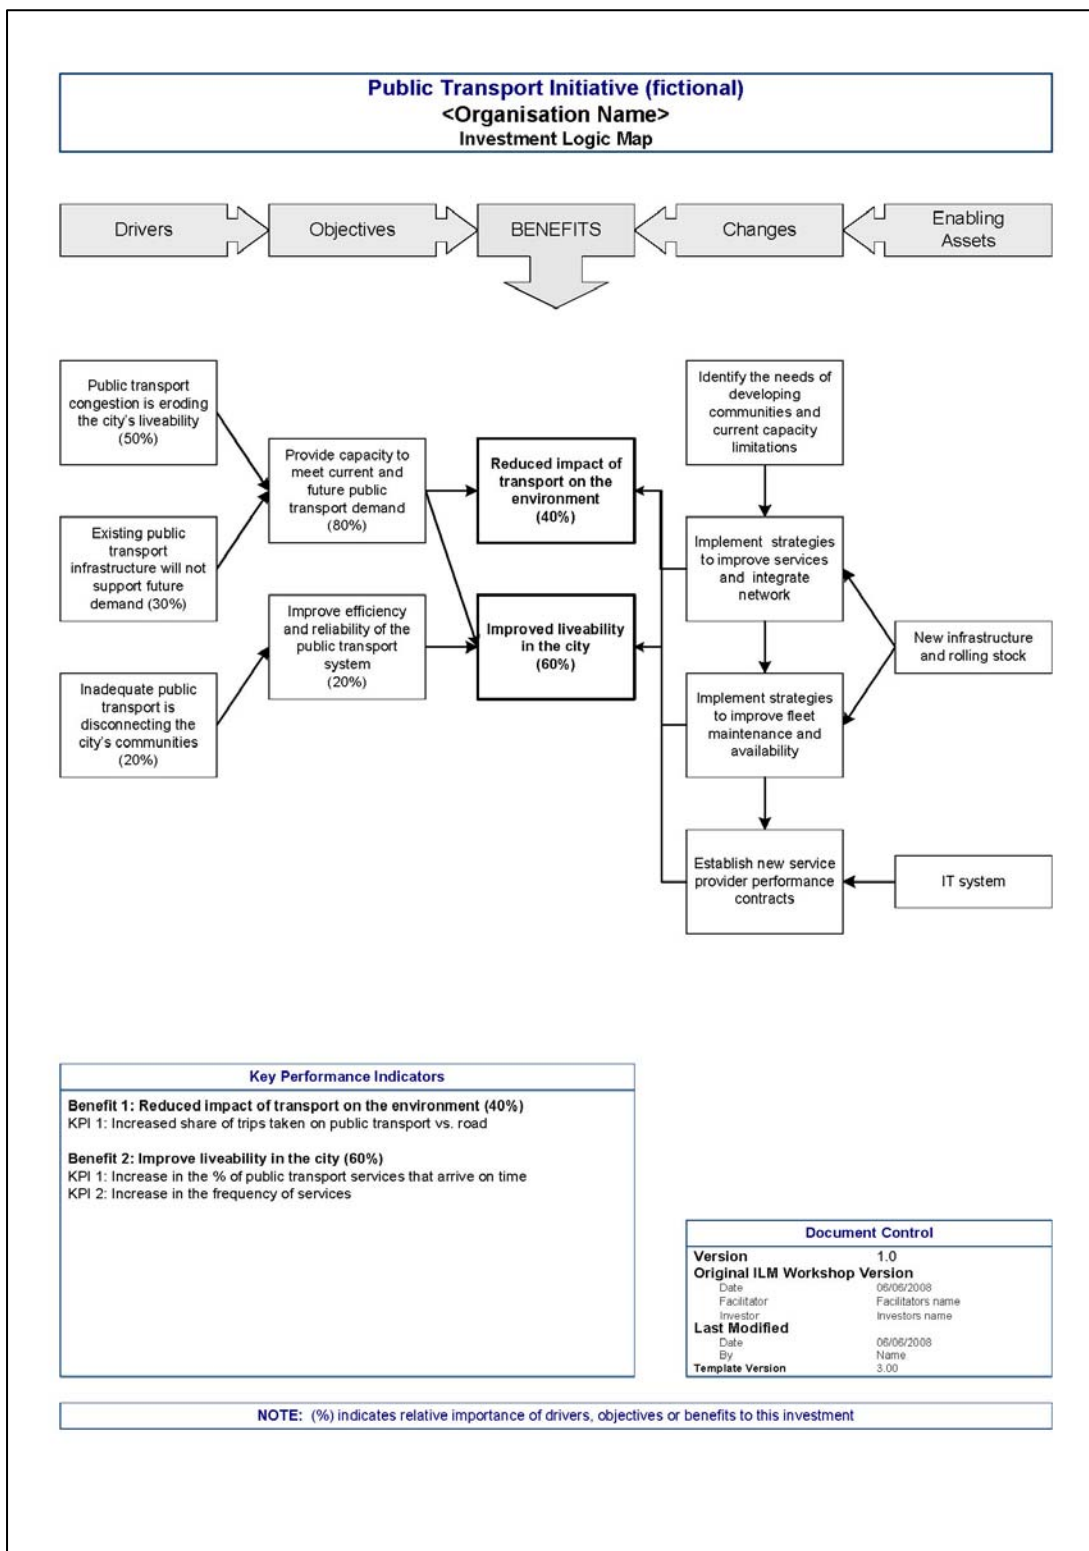 Public Transport Initiative (fictional)
<Organisation Name>
Investment Logic Map
Drivers
Objectives
BENEFITS
Changes
Enabling
Assets
Public transport
congestion is eroding
the city's liveability
(50%)
Existing public
transport
infrastructure will not
support future
demand (30%)
Inadequate public
transport is
disconnecting the
city's communities
(20%)
Provide capacity to
meet current and
future public
transport demand
(80%)
Improve efficiency
and reliability of the
public transport
system
(20%)
Reduced impact of
transport on the
environment
(40%)
Improved liveability
in the city
(60%)
Identify the needs of
developing
communities and
current capacity
limitations
Implement strategies
to improve services
and integrate
network
Implement strategies
to improve fleet
maintenance and
availability
Establish new service
provider performance
contracts
New infrastructure
and rolling stock
IT system
Key Performance Indicators
Benefit 1: Reduced impact of transport on the environment (40%)
KPI 1: Increased share of trips taken on public transport vs. road
Benefit 2: Improve liveability in the city (60%)
KPI 1: Increase in the % of public transport services that arrive on time
KPI 2: Increase in the frequency of services
Document Control
Version 1.0
Original ILM Workshop Version
Date 06/06/2008
Facilitator Facilitators name
Investor Investors name
Last Modified
Date 06/06/2008
By Name
Template Version 3.00
NOTE: (%) indicates relative importance of drivers, objectives or benefits to this investment